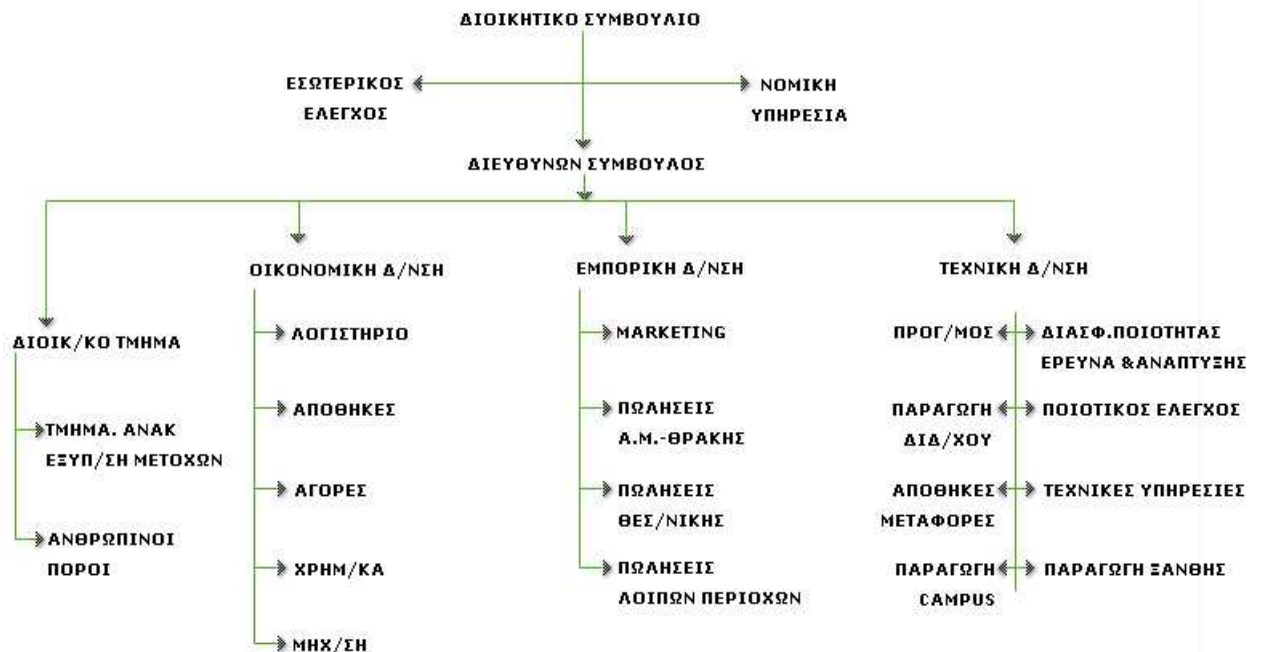 ΔΙΟΙΚΗΤΙΚΟ ΣΥΜΒΟΥΛΙΟ
ΕΣΩΤΕΡΙΚΟΣ
ΕΛΕΓΧΟΣ
ΝΟΜΙΚΗ
ΥΠΗΡΕΣΙΑ
ΔΙΕΥΘΥΝΩΝ ΣΥΜΒΟΥΛΟΣ
ΔΙΟΙΚ/ΚΟ ΤΜΗΜΑ
ΤΜΗΜΑ. ΑΝΑΚ
ΕΞΥΠ/ΣΗ ΜΕΤΟΧΩΝ
ΑΝΘΡΩΠΙΝΟΙ
ΠΟΡΟΙ
ΟΙΚΟΝΟΜΙΚΗ Δ/ΝΣΗ
ΛΟΓΙΣΤΗΡΙΟ
ΑΠΟΘΗΚΕΣ
ΑΓΟΡΕΣ
ΧΡΗΜ/ΚΑ
ΜΗΧ/ΣΗ
ΕΜΠΟΡΙΚΗ Δ/ΝΣΗ
MARKETING
ΠΩΛΗΣΕΙΣ
Α.Μ.-ΘΡΑΚΗΣ
ΠΩΛΗΣΕΙΣ
ΘΕΣ/ΝΙΚΗΣ
ΠΩΛΗΣΕΙΣ
ΛΟΙΠΩΝ ΠΕΡΙΟΧΩΝ
ΤΕΧΝΙΚΗ Δ/ΝΣΗ
ΠΡΟΓ/ΜΟΣ
ΔΙΑΣΦ.ΠΟΙΟΤΗΤΑΣ
ΕΡΕΥΝΑ &ΑΝΑΠΤΥΞΗΣ
ΠΑΡΑΓΩΓΗ
ΔΙΔ/ΧΟΥ
ΠΟΙΟΤΙΚΟΣ ΕΛΕΓΧΟΣ
ΑΠΟΘΗΚΕΣ
ΜΕΤΑΦΟΡΕΣ
ΤΕΧΝΙΚΕΣ ΥΠΗΡΕΣΙΕΣ
ΠΑΡΑΓΩΓΗ
CAMPUS
ΠΑΡΑΓΩΓΗ ΞΑΝΘΗΣ